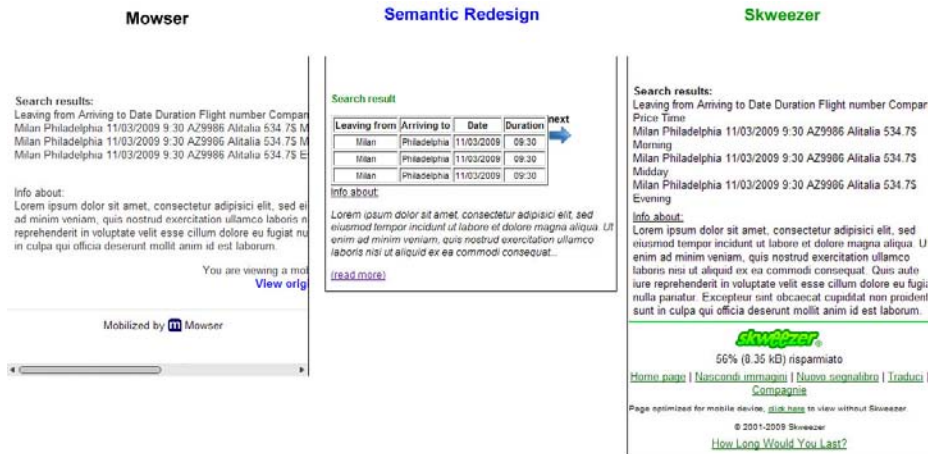 Mowser
Search results:
Leaving from Arriving to Date Duration Flight number Compan
Milan Philadelphia 11/03/2009 9:30 AZ9986 Alitalia 534.7$ M
Milan Philadelphia 11/03/2009 9:30 AZ9986 Alitalia 534.7$ M
Milan Philadelphia 11/03/2009 9:30 AZ9986 Alitalia 534.7$ E
Info about:
Lorem ipsum dolor sit amet, consectetur adipisici elit, sed ei
ad minim veniam, quis nostrud exercitation ullamco laboris n
reprehenderit in voluptate velit esse cillum dolore eu fugiat nu
in culpa qui officia deserunt mollit anim id est laborum.
You are viewing a mo
View orig
Mobilized by m Mowser
Semantic Redesign
Search result
Leaving from Arriving to Date Duration
Milan Philadelphia 11/03/2009 09:30
Milan Philadelphia 11/03/2009 09:30
Milan Philadelphia 11/03/2009 09:30
next
Info about:
Lorem ipsum dolor sit amet, consectetur adipisici elit, sed
eiusmod tempor incidunt ut labore et dolore magna aliqua. Ut
enim ad minim veniam, quis nostrud exercitation ullamco
laboris nisi ut aliquid ex ea commodi consequat...
(read more)
Skweezer
Search results:
Leaving from Arriving to Date Duration Flight number Compan
Price Time
Milan Philadelphia 11/03/2009 9:30 AZ9986 Alitalia 534.7$
Morning
Milan Philadelphia 11/03/2009 9:30 AZ9986 Alitalia 534.7$
Midday
Milan Philadelphia 11/03/2009 9:30 AZ9986 Alitalia 534.7$
Evening
Info about:
Lorem ipsum dolor sit amet, consectetur adipisici elit, sed
eiusmod tempor incidunt ut labore et dolore magna aliqua. U
enim ad minim veniam, quis nostrud exercitation ullamco
laboris nisi ut aliquid ex ea commodi consequat. Quis aute
iure reprehenderit in voluptate velit esse cillum dolore eu fugia
nulla pariatur. Excepteur sint obcaecat cupiditat non proident
sunt in culpa qui officia deserunt mollit anim id est laborum.
skweezer
56% (8.35 kB) risparmiato
Home page | Nascondi immagini | Nuovo segnalibro | Traduci |
Compagnie
Page optimized for mobile device, click here to view without Skweezer.
© 2001-2009 Skweezer
How Long Would You Last?